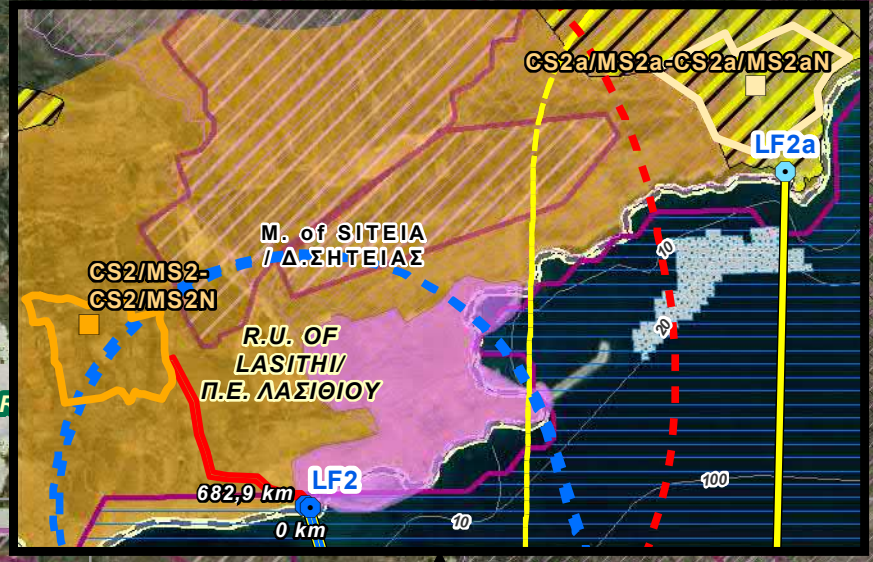 CS2a/MS2a-CS2a/MS2aN
LF2a
M. of SITEIA
/ Δ.ΣΗΤΕΙΑΣ
10
CS2/MS2-
CS2/MS2N
20
R.U. OF
LASITHI/
Π.Ε. ΛΑΣΙΘΙΟΥ
R
LF2
682,9 km
100
10
0 km